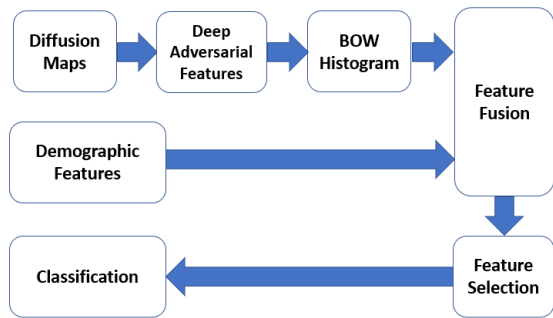 Diffusion
Maps
Deep
Adversarial
Features
BOW
Histogram
Feature
Fusion
Demographic
Features
Classification
Feature
Selection